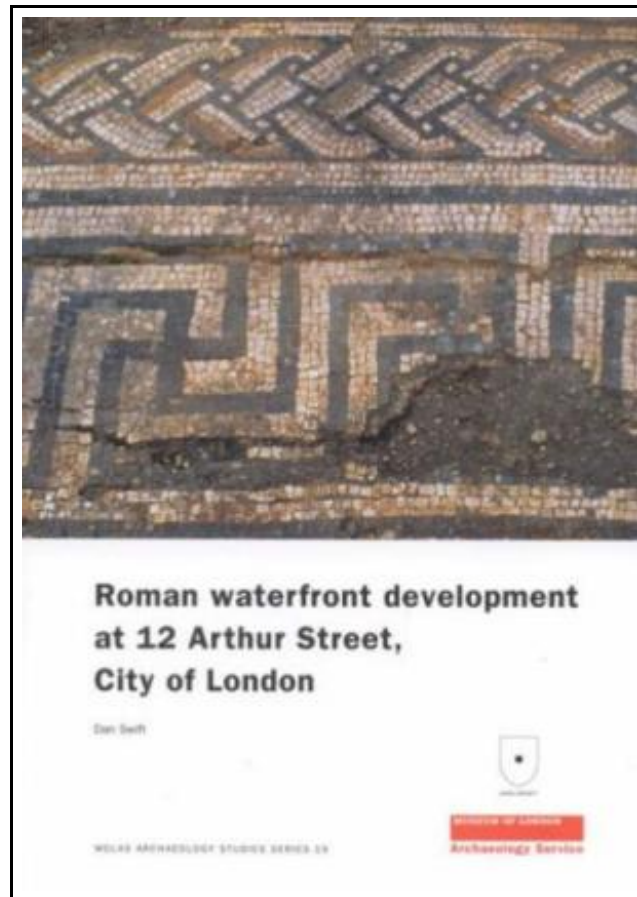 Roman waterfront development
at 12 Arthur Street,
City of London
Dan Swift
MUSEUM OF LONDON
Archaeology Service
MOLAS ARCHAEOLOGY STUDIES SERIES 19